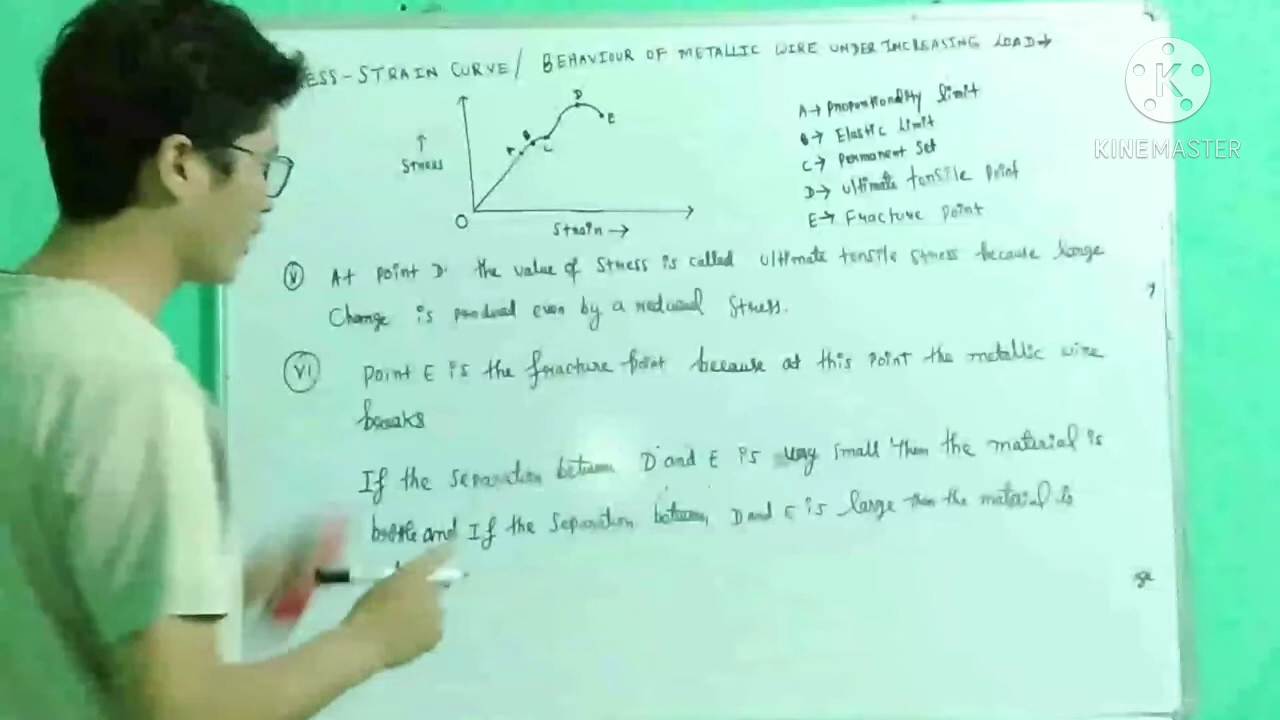 ESS-STRAIN CURVE / BEHAVIOUR OF METALLIC WIRE UNDER INCREASING LOAD→
K
KINEMASTER
↑
Stress
A
B
C
D
E
O
Strain →
A→ Proportionality limit
B→ Elastic Limit
C→ Permanent Set
D→ Ultimate tensile Point
E→ Fracture Point
V At point D the value of stress is called ultimate tensile stress because large
Change is produced even by a reduced stress.
VI Point E is the fracture point because at this point the metallic wire
breaks
If the separation between D and E is very small then the material is
brittle and If the separation between D and E is large then the material is